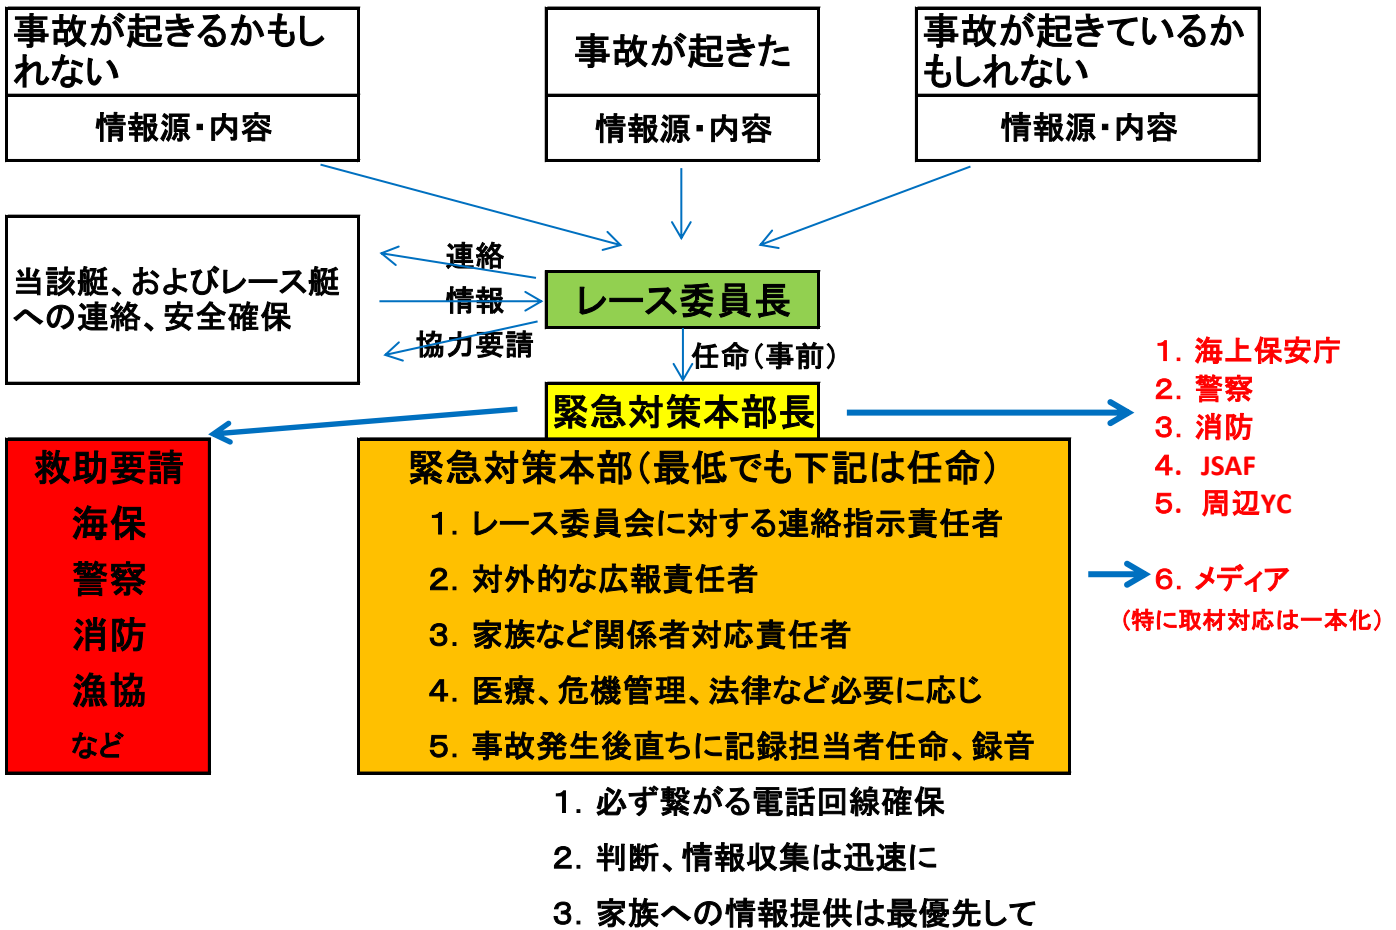 事故が起きるかもし
れない
情報源・内容
事故が起きた
情報源・内容
事故が起きているか
もしれない
情報源・内容
当該艇、およびレース艇
への連絡、安全確保
連絡
情報
協力要請
レース委員長
任命(事前)
緊急対策本部長
1. 海上保安庁
2. 警察
3. 消防
4. JSAF
5. 周辺YC
6. メディア
(特に取材対応は一本化)
救助要請
海保
警察
消防
漁協
など
緊急対策本部(最低でも下記は任命)
1. レース委員会に対する連絡指示責任者
2. 対外的な広報責任者
3. 家族など関係者対応責任者
4. 医療、危機管理、法律など必要に応じ
5. 事故発生後直ちに記録担当者任命、録音
1. 必ず繋がる電話回線確保
2. 判断、情報収集は迅速に
3. 家族への情報提供は最優先して